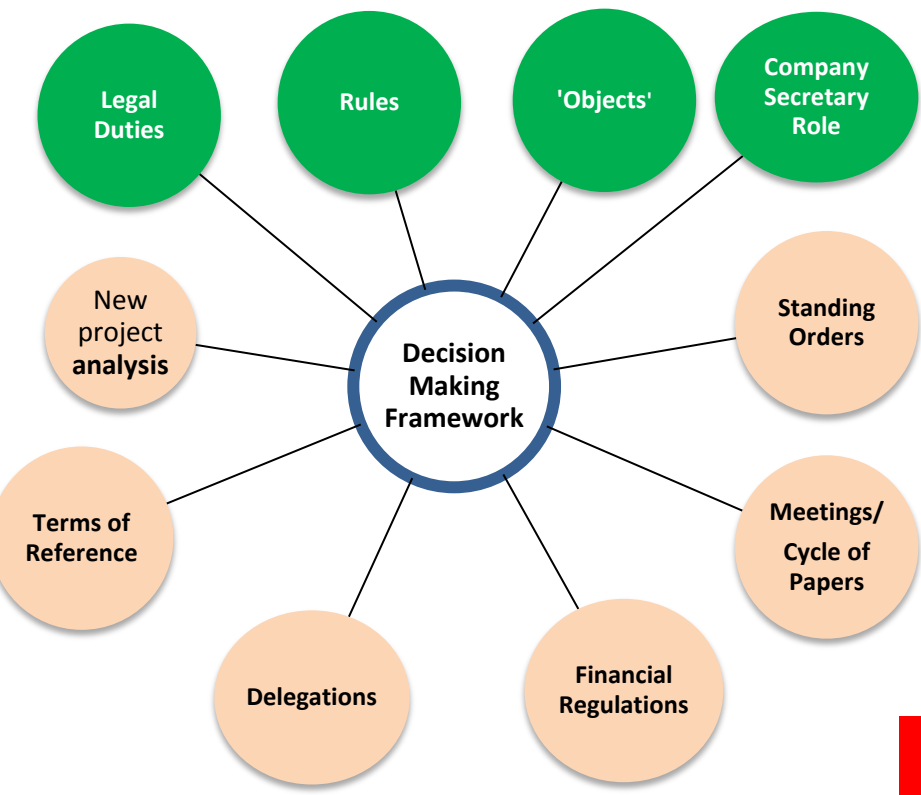 Legal
Duties
Rules
'Objects'
Company
Secretary
Role
New
project
analysis
Decision
Making
Framework
Standing
Orders
Terms of
Reference
Meetings/
Cycle of
Papers
Delegations
Financial
Regulations